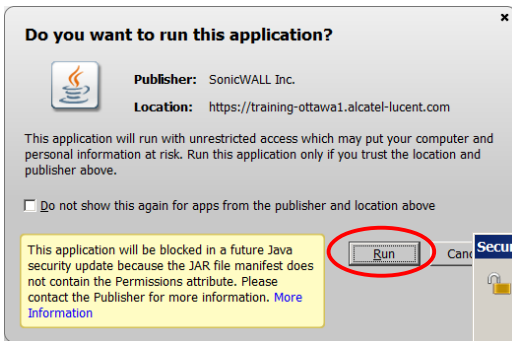 Do you want to run this application?
Publisher: SonicWALL Inc.
Location: https://training-ottawa1.alcatel-lucent.com
This application will run with unrestricted access which may put your computer and
personal information at risk. Run this application only if you trust the location and
publisher above.
Do not show this again for apps from the publisher and location above
This application will be blocked in a future Java
security update because the JAR file manifest does
not contain the Permissions attribute. Please
contact the Publisher for more information. More
Information
Run